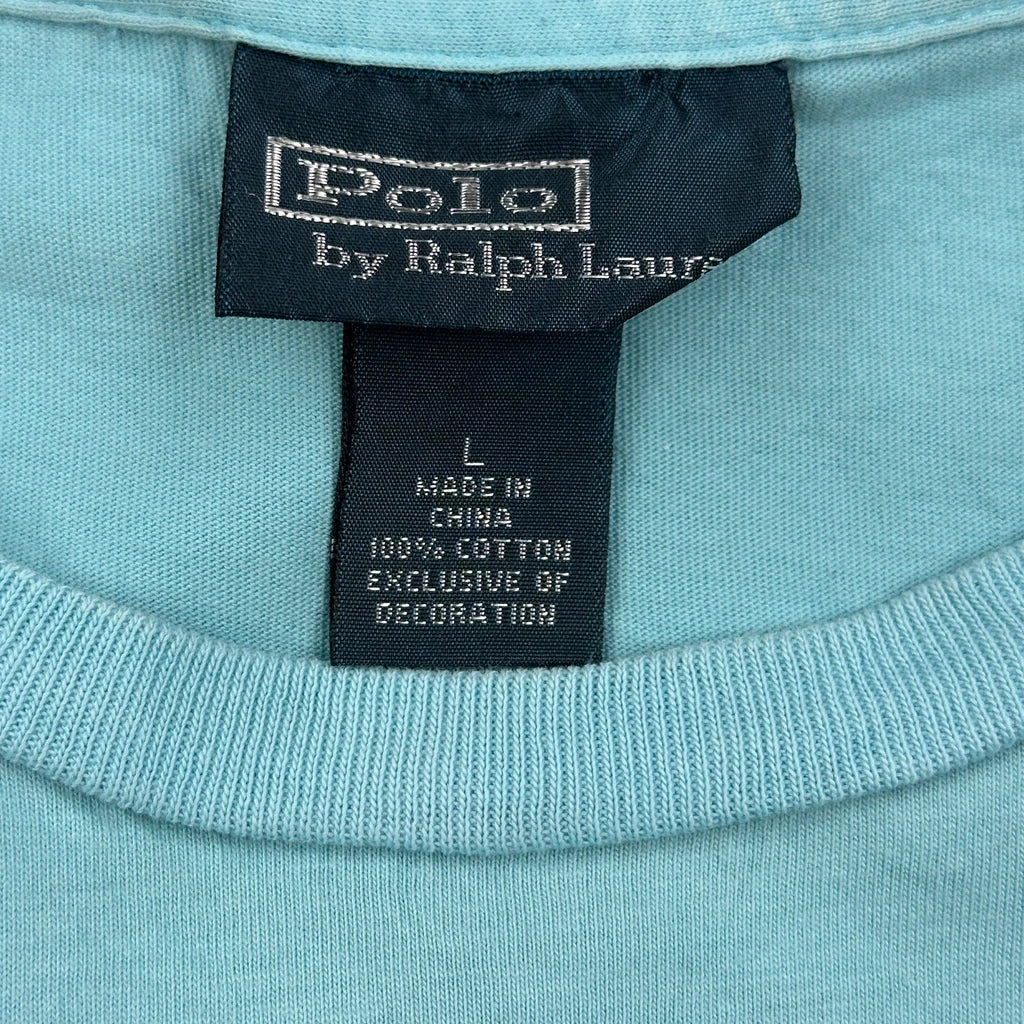 Polo
by Ralph Laure
L
MADE IN
CHINA
100% COTTON
EXCLUSIVE OF
DECORATION